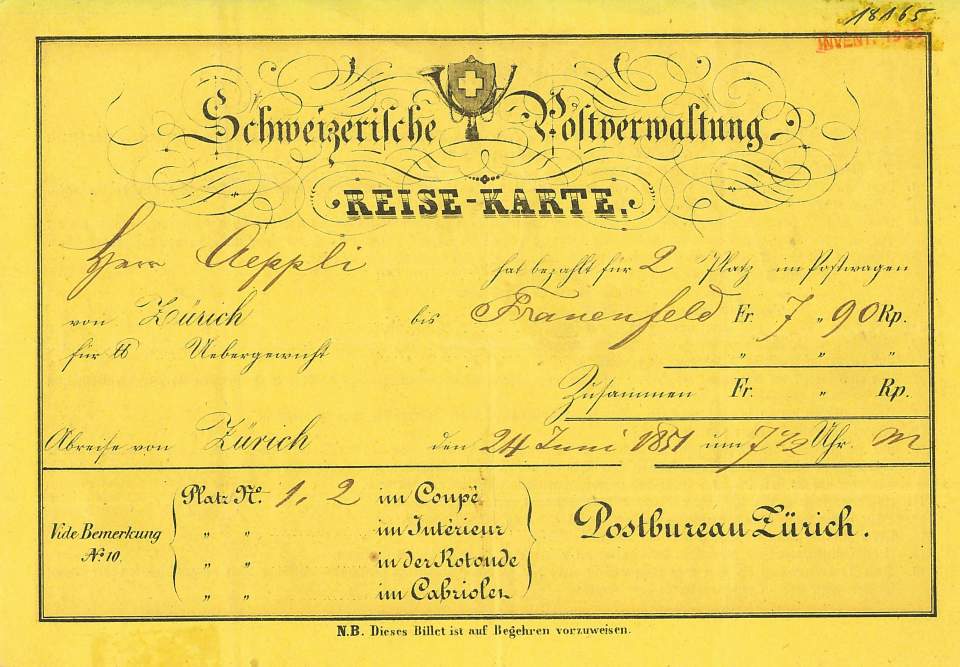 18165
INVENT.
Schweizerische Postverwaltung
REISE-KARTE.
Herr Aeppli hat bezahlt für 2 Platz im Postwagen
von Zürich bis Frauenfeld Fr. 7 „ 90 Rp.
für ℔ Uebergewicht „ „ „
Zusammen Fr. „ Rp.
Abreise von Zürich den 24 Juni 1851 um 7 1/2 Uhr. M
Platz No. 1, 2 im Coupé
„ „ im Intérieur
Vide Bemerkung
No. 10.
„ „ in der Rotonde
„ „ im Cabriolet
Postbureau Zürich.
N.B. Dieses Billet ist auf Begehren vorzuweisen.